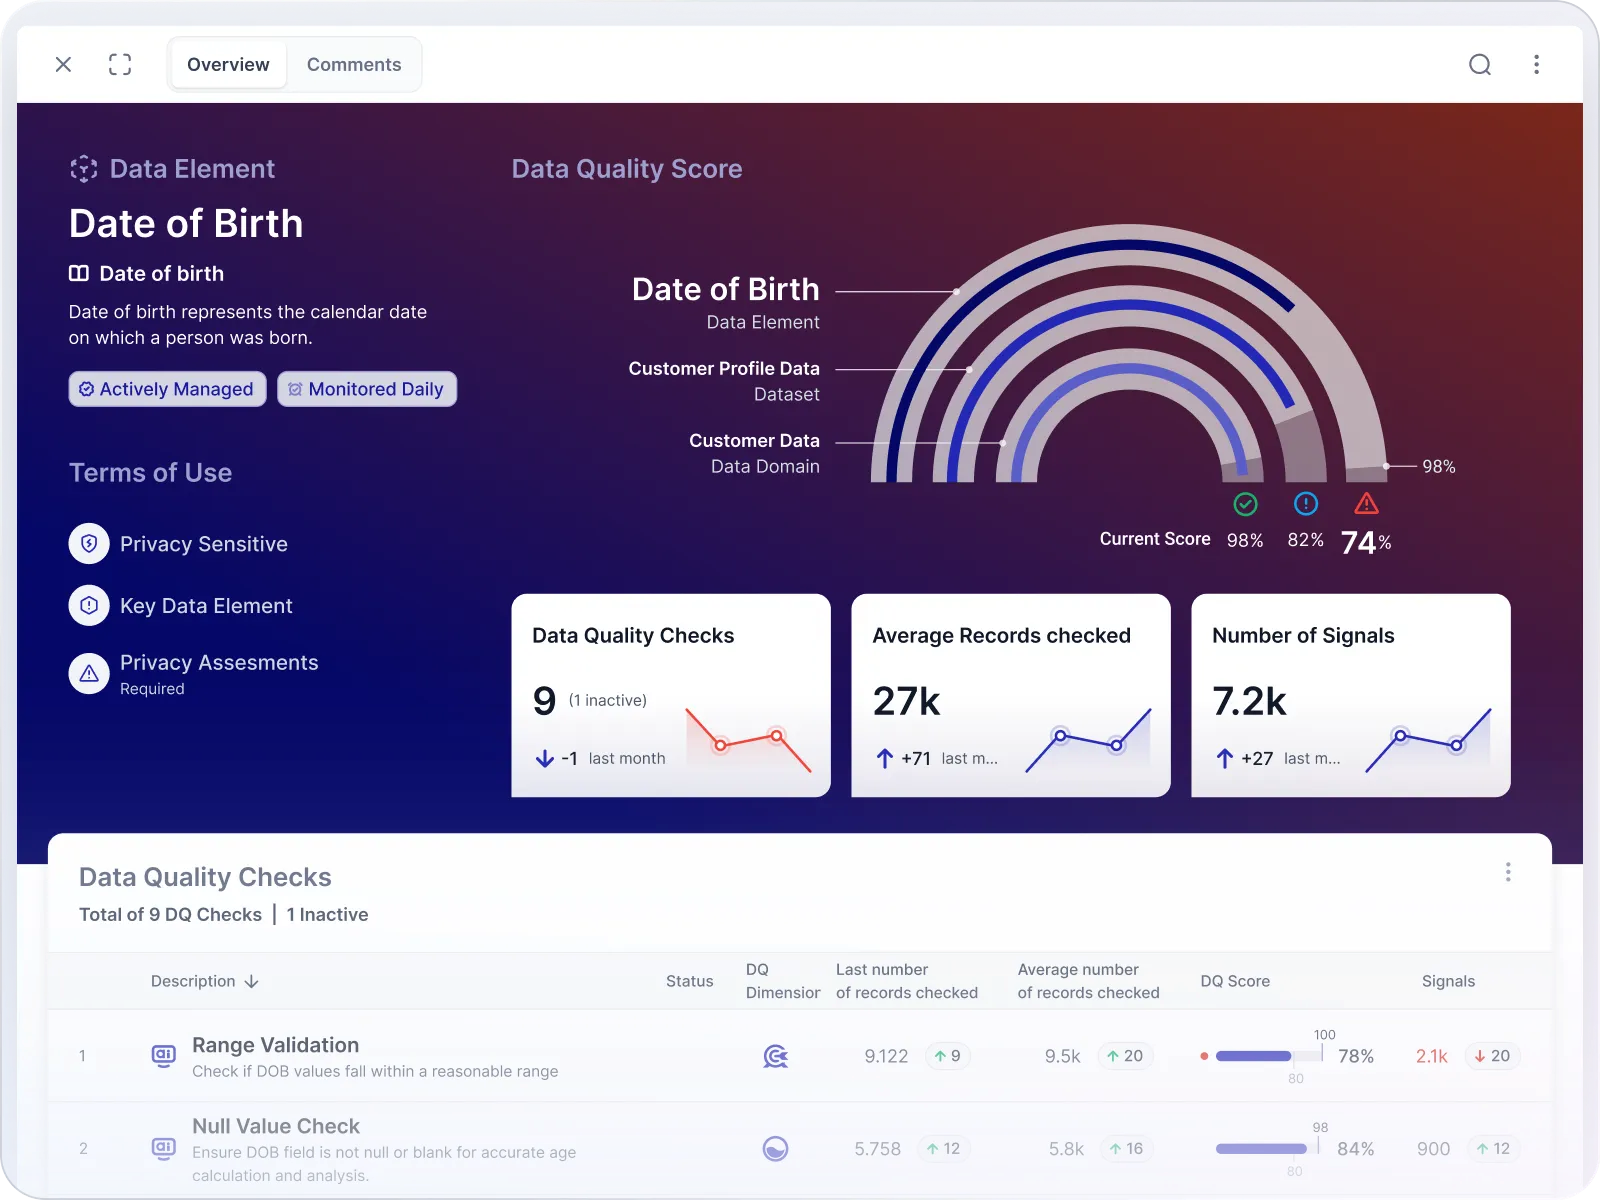 Overview
Comments
Data Element
Date of Birth
Date of birth
Date of birth represents the calendar date
on which a person was born.
Actively Managed
Monitored Daily
Terms of Use
Privacy Sensitive
Key Data Element
Privacy Assesments
Required
Data Quality Score
Date of Birth
Data Element
Customer Profile Data
Dataset
Customer Data
Data Domain
98%
Current Score 98% 82% 74%
Data Quality Checks
9 (1 inactive)
-1 last month
Average Records checked
27k
+71 last m...
Number of Signals
7.2k
+27 last m...
Data Quality Checks
Total of 9 DQ Checks | 1 Inactive
Description
Status
DQ
Dimension
Last number
of records checked
Average number
of records checked
DQ Score
Signals
1
Range Validation
Check if DOB values fall within a reasonable range
9.122
9
9.5k
20
100
80
78%
2.1k
20
2
Null Value Check
Ensure DOB field is not null or blank for accurate age
calculation and analysis.
5.758
12
5.8k
16
98
80
84%
900
12